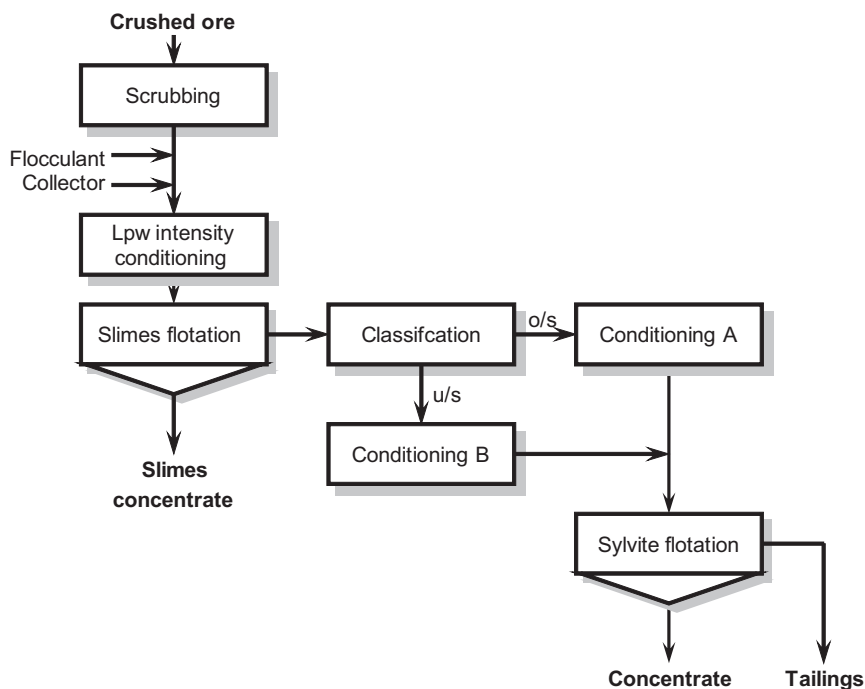 Crushed ore
Scrubbing
Flocculant
Collector
Lpw intensity
conditioning
Slimes flotation
Classifcation
o/s
Conditioning A
u/s
Conditioning B
Slimes
concentrate
Sylvite flotation
Concentrate
Tailings